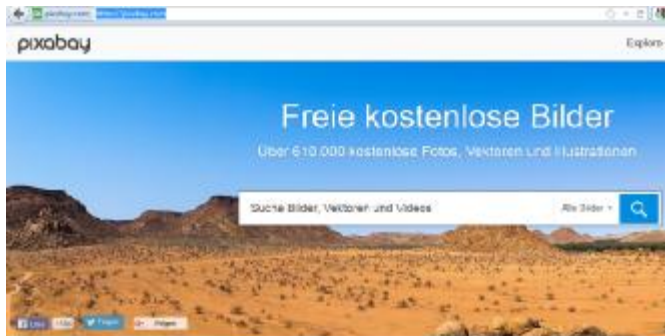 pixabay
Explore
Freie kostenlose Bilder
Über 610.000 kostenlose Fotos, Vektoren und Illustrationen
Suche Bilder, Vektoren und Videos
Alle Bilder
Folgen